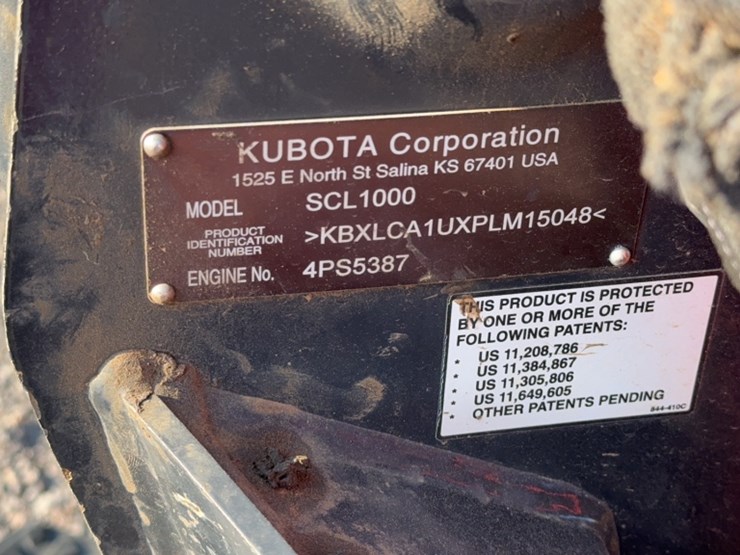 KUBOTA Corporation
1525 E North St Salina KS 67401 USA
MODEL SCL1000
PRODUCT IDENTIFICATION NUMBER >KBXLCA1UXPLM15048<
ENGINE No. 4PS5387
THIS PRODUCT IS PROTECTED
BY ONE OR MORE OF THE
FOLLOWING PATENTS:
• US 11,208,786
• US 11,384,867
• US 11,305,806
• US 11,649,605
• OTHER PATENTS PENDING
844-410C